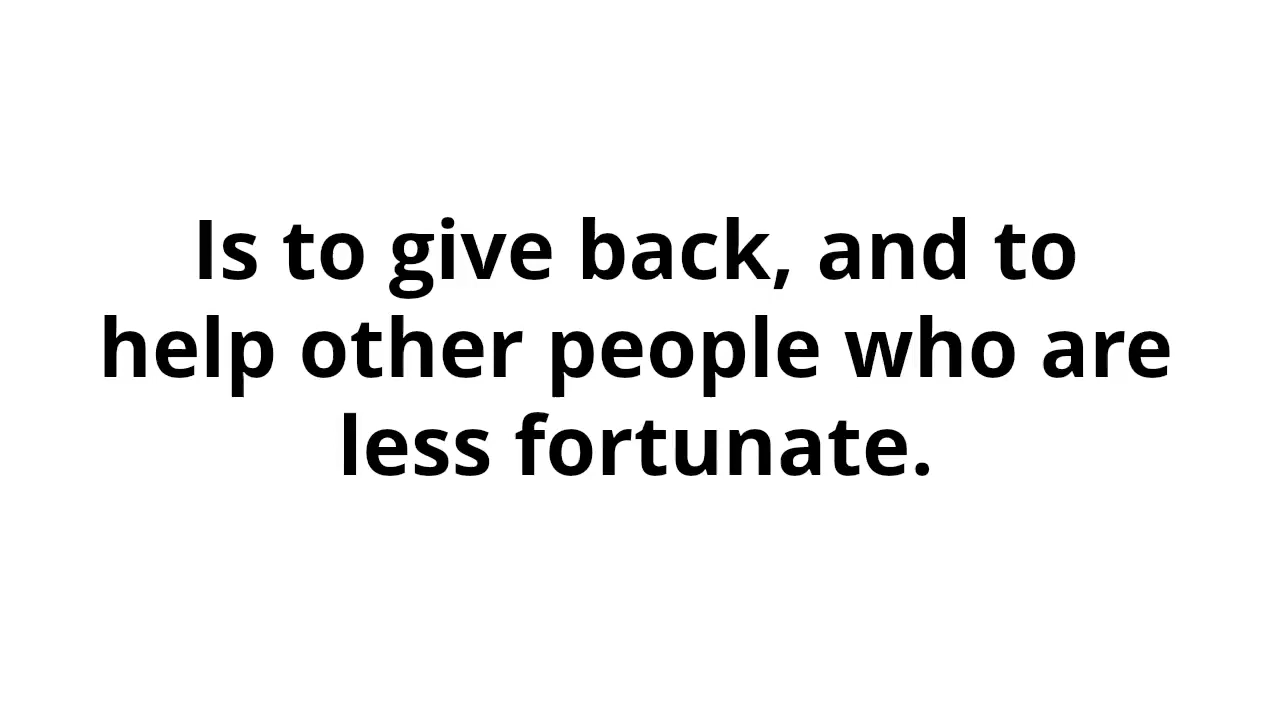 Is to give back, and to
help other people who are
less fortunate.